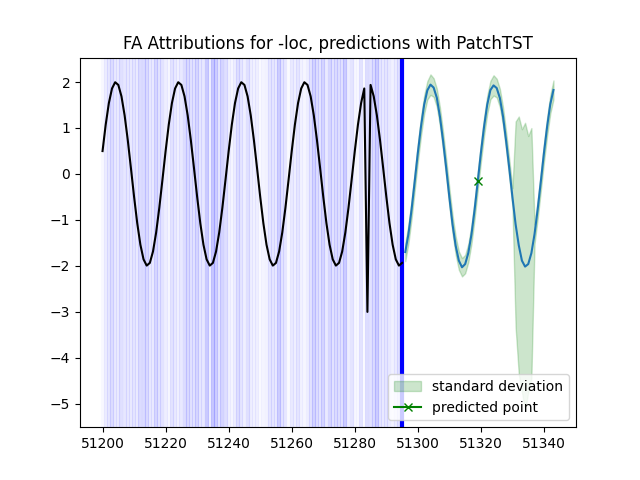 FA Attributions for -loc, predictions with PatchTST
2
1
0
−1
−2
−3
−4
−5
standard deviation
predicted point
51200 51220 51240 51260 51280 51300 51320 51340